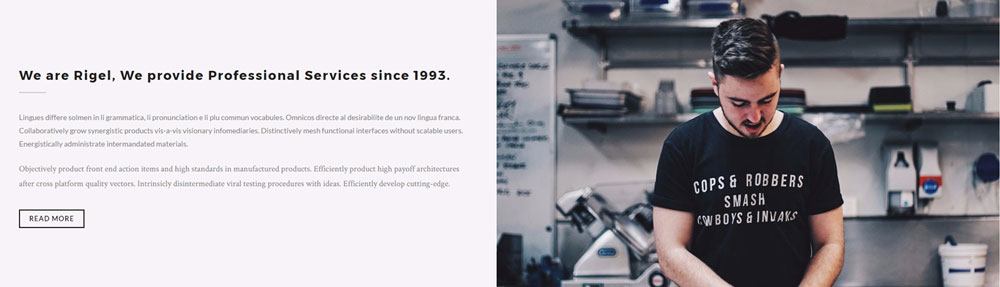 We are Rigel, We provide Professional Services since 1993.
Lingues differe solmen in li grammatica, li pronunciation e li plu commun vocabules. Omnicos directe al desirabilite de un nov lingua franca.
Collaboratively grow synergistic products vis-a-vis visionary infomediaries. Distinctively mesh functional interfaces without scalable users.
Energistically administrate intermandated materials.
Objectively product front end action items and high standards in manufactured products. Efficiently product high payoff architectures
after cross platform quality vectors. Intrinsicly disintermediate viral testing procedures with ideas. Efficiently develop cutting-edge.
READ MORE
COPS & ROBBERS
SMASH
COWBOYS &